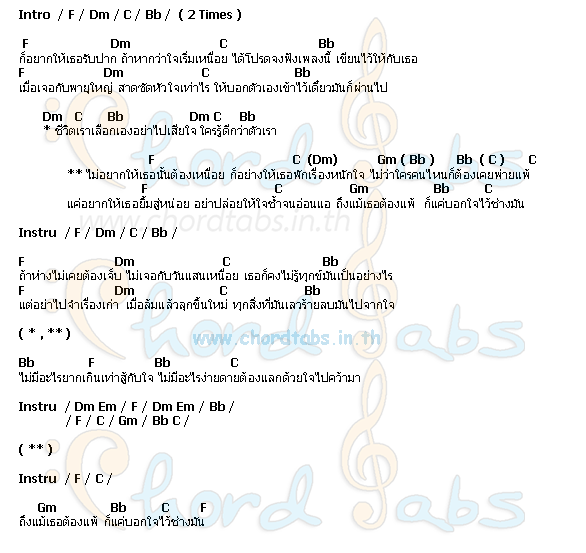 Intro / F / Dm / C / Bb / ( 2 Times )
F Dm C Bb
ก็อยากให้เธอรับปาก ถ้าหากว่าใจเริ่มเหนื่อย ได้โปรดจงฟังเพลงนี้ เขียนไว้ให้กับเธอ
F Dm C Bb
เมื่อเจอกับพายุใหญ่ สาดซัดหัวใจเท่าไร ให้บอกตัวเองเข้าไว้เดี๋ยวมันก็ผ่านไป
Dm C Bb Dm C Bb
* ชีวิตเราเลือกเองอย่าไปเสียใจ ใครรู้ดีกว่าตัวเรา
F C (Dm) Gm ( Bb ) Bb ( C ) C
** ไม่อยากให้เธอนั้นต้องเหนื่อย ก็อย่างให้เธอพักเรื่องหนักใจ ไม่ว่าใครคนไหนก็ต้องเคยพ่ายแพ้
F C Gm Bb C
แค่อยากให้เธอยิ้มสู่หน่อย อย่าปล่อยให้ใจช้ำจนอ่อนแอ ถึงแม้เธอต้องแพ้ ก็แค่บอกใจไว้ช่างมัน
www.chordtabs.in.th
Instru / F / Dm / C / Bb /
F Dm C Bb
ถ้าห่างไม่เคยต้องเจ็บ ไม่เจอกับวันแสนเหนื่อย เธอก็คงไม่รู้ทุกข์มันเป็นอย่างไร
F Dm C Bb
แต่อย่าไปจำเรื่องเก่า เมื่อล้มแล้วลุกขึ้นใหม่ ทุกสิ่งที่มันเลวร้ายลบมันไปจากใจ
( * , ** )
www.chordtabs.in.th
Bb F Bb C
ไม่มีอะไรยากเกินเท่าสู้กับใจ ไม่มีอะไรง่ายดายต้องแลกด้วยใจไปคว้ามา
Instru / Dm Em / F / Dm Em / Bb /
/ F / C / Gm / Bb C /
( ** )
Instru / F / C /
Gm Bb C F
ถึงแม้เธอต้องแพ้ ก็แค่บอกใจไว้ช่างมัน
Chord Tabs